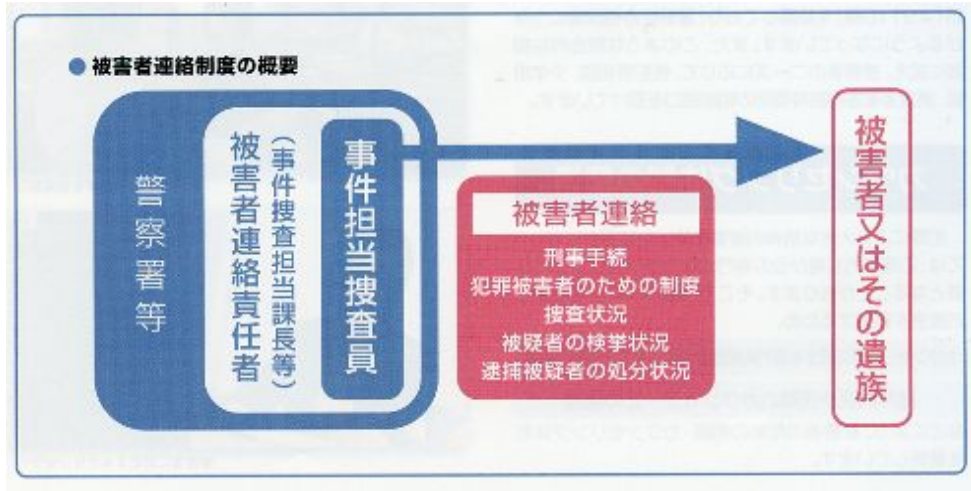 ●被害者連絡制度の概要
警察署等
被害者連絡責任者
(事件捜査担当課長等)
事件担当捜査員
被害者連絡
刑事手続
犯罪被害者のための制度
捜査状況
被疑者の検挙状況
逮捕被疑者の処分状況
被害者又はその遺族